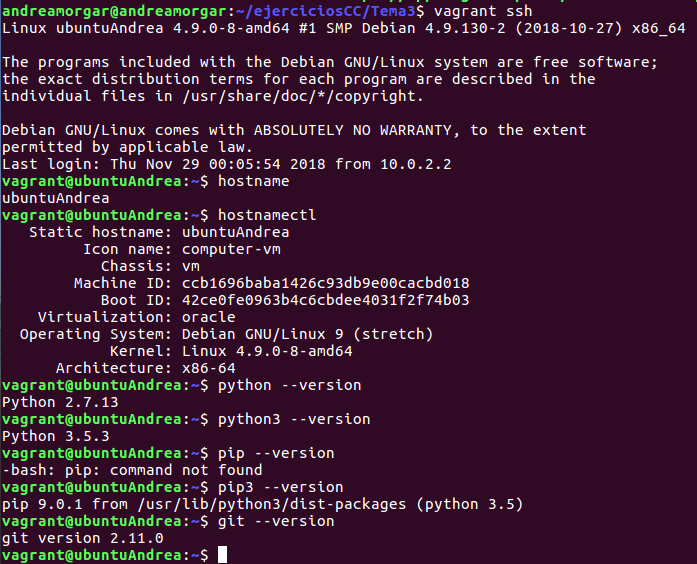 andreamorgar@andreamorgar:~/ejerciciosCC/Tema3$ vagrant ssh
Linux ubuntuAndrea 4.9.0-8-amd64 #1 SMP Debian 4.9.130-2 (2018-10-27) x86_64

The programs included with the Debian GNU/Linux system are free software;
the exact distribution terms for each program are described in the
individual files in /usr/share/doc/*/copyright.

Debian GNU/Linux comes with ABSOLUTELY NO WARRANTY, to the extent
permitted by applicable law.
Last login: Thu Nov 29 00:05:54 2018 from 10.0.2.2
vagrant@ubuntuAndrea:~$ hostname
ubuntuAndrea
vagrant@ubuntuAndrea:~$ hostnamectl
   Static hostname: ubuntuAndrea
         Icon name: computer-vm
           Chassis: vm
        Machine ID: ccb1696baba1426c93db9e00cacbd018
           Boot ID: 42ce0fe0963b4c6cbdee4031f2f74b03
    Virtualization: oracle
  Operating System: Debian GNU/Linux 9 (stretch)
            Kernel: Linux 4.9.0-8-amd64
      Architecture: x86-64
vagrant@ubuntuAndrea:~$ python --version
Python 2.7.13
vagrant@ubuntuAndrea:~$ python3 --version
Python 3.5.3
vagrant@ubuntuAndrea:~$ pip --version
-bash: pip: command not found
vagrant@ubuntuAndrea:~$ pip3 --version
pip 9.0.1 from /usr/lib/python3/dist-packages (python 3.5)
vagrant@ubuntuAndrea:~$ git --version
git version 2.11.0
vagrant@ubuntuAndrea:~$